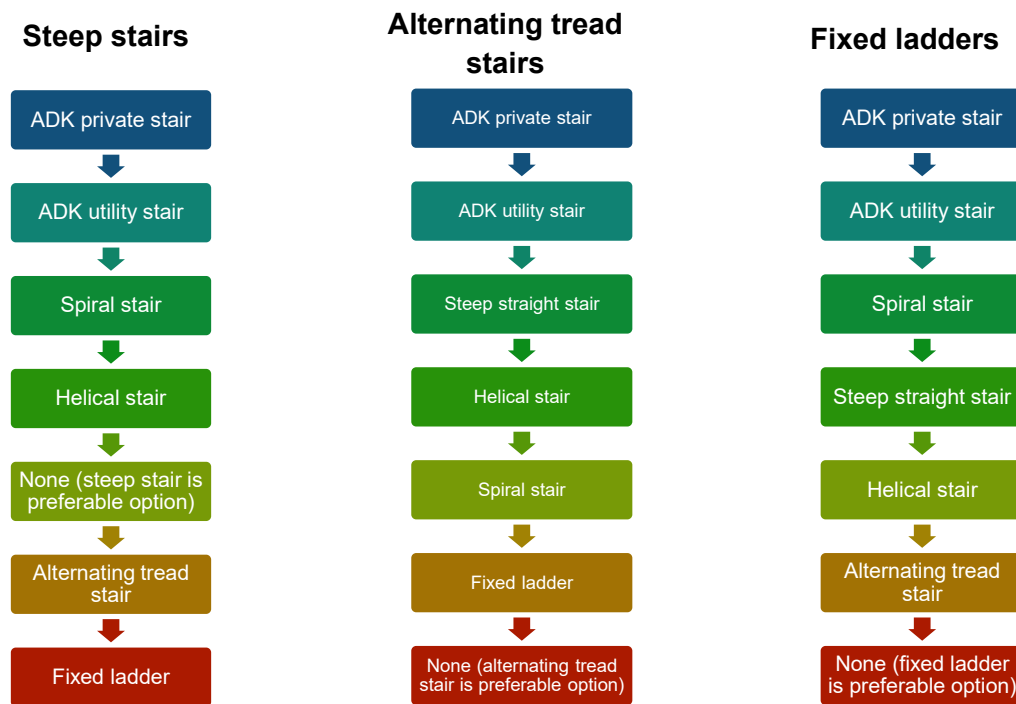 Steep stairs
ADK private stair
ADK utility stair
Spiral stair
Helical stair
None (steep stair is
preferable option)
Alternating tread
stair
Fixed ladder
Alternating tread
stairs
ADK private stair
ADK utility stair
Steep straight stair
Helical stair
Spiral stair
Fixed ladder
None (alternating tread
stair is preferable option)
Fixed ladders
ADK private stair
ADK utility stair
Spiral stair
Steep straight stair
Helical stair
Alternating tread
stair
None (fixed ladder
is preferable option)